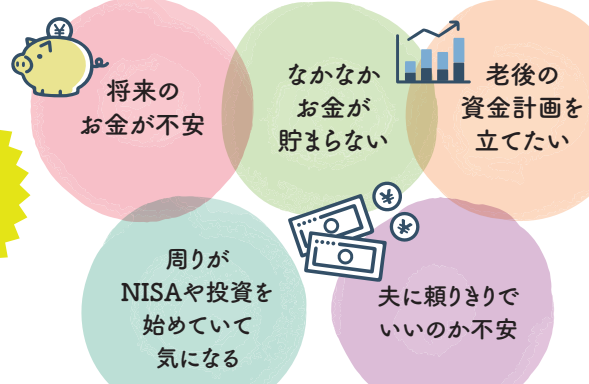 将来の
お金が不安
なかなか
お金が
貯まらない
老後の
資金計画を
立てたい
周りが
NISAや投資を
始めていて
気になる
夫に頼りきりで
いいのか不安